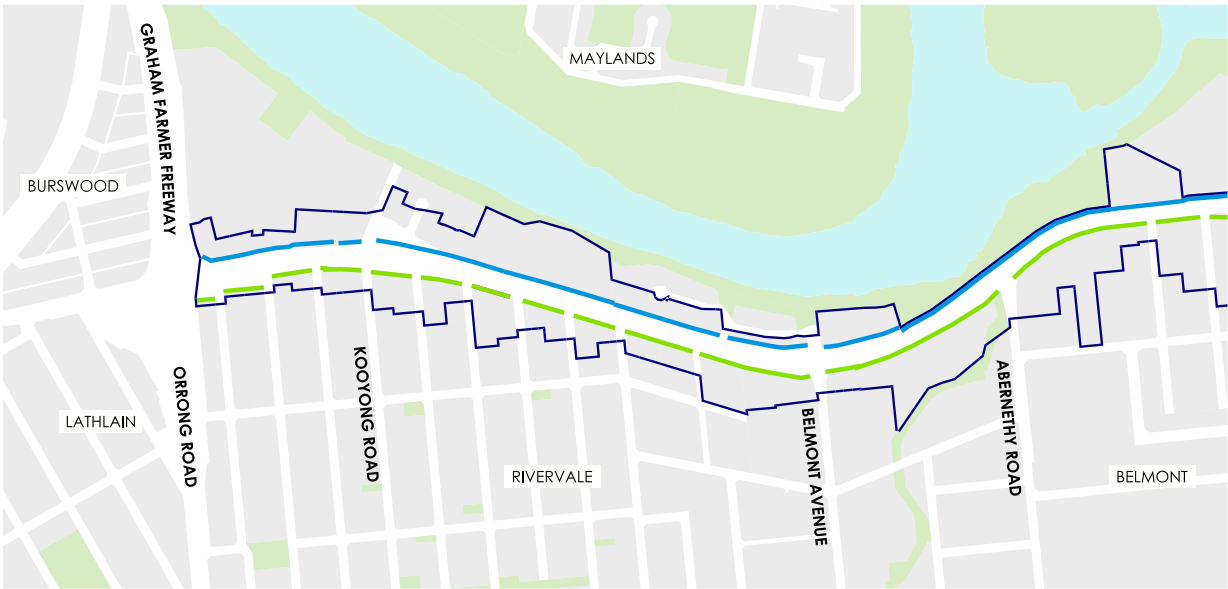 MAYLANDS
GRAHAM FARMER FREEWAY
BURSWOOD
LATHLAIN
ORRONG ROAD
KOOYONG ROAD
RIVERVALE
BELMONT AVENUE
ABERNETHY ROAD
BELMONT